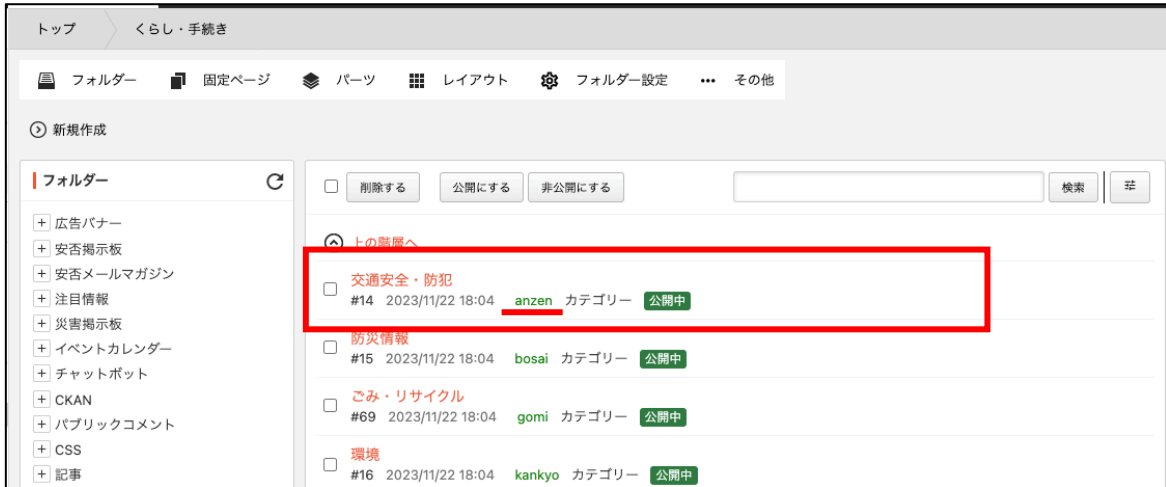 トップ くらし・手続き
フォルダー 固定ページ パーツ レイアウト フォルダー設定 ••• その他
新規作成
フォルダー
広告バナー
安否掲示板
安否メールマガジン
注目情報
災害掲示板
イベントカレンダー
チャットボット
CKAN
パブリックコメント
CSS
記事
削除する 公開にする 非公開にする 検索
上の階層へ
交通安全・防犯
#14 2023/11/22 18:04 anzen カテゴリー 公開中
防災情報
#15 2023/11/22 18:04 bosai カテゴリー 公開中
ごみ・リサイクル
#69 2023/11/22 18:04 gomi カテゴリー 公開中
環境
#16 2023/11/22 18:04 kankyo カテゴリー 公開中